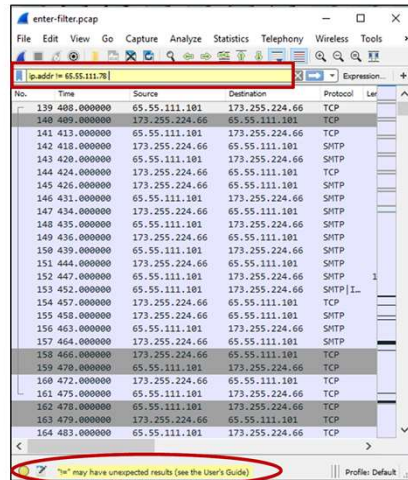 enter-filter.pcap
File Edit View Go Capture Analyze Statistics Telephony Wireless Tools
ip.addr != 65.55.111.78
Expression... +
No. Time Source Destination Protocol
139 408.000000 65.55.111.101 173.255.224.66 TCP
140 409.000000 173.255.224.66 65.55.111.101 TCP
141 413.000000 65.55.111.101 173.255.224.66 TCP
142 418.000000 173.255.224.66 65.55.111.101 SMTP
143 420.000000 65.55.111.101 173.255.224.66 SMTP
144 424.000000 173.255.224.66 65.55.111.101 TCP
145 426.000000 173.255.224.66 65.55.111.101 SMTP
146 431.000000 65.55.111.101 173.255.224.66 SMTP
147 434.000000 173.255.224.66 65.55.111.101 SMTP
148 435.000000 65.55.111.101 173.255.224.66 SMTP
149 436.000000 65.55.111.101 173.255.224.66 SMTP
150 439.000000 65.55.111.101 173.255.224.66 SMTP
151 444.000000 173.255.224.66 65.55.111.101 TCP
152 447.000000 173.255.224.66 65.55.111.101 SMTP 1
153 452.000000 65.55.111.101 173.255.224.66 SMTP|I…
154 457.000000 173.255.224.66 65.55.111.101 TCP
155 458.000000 173.255.224.66 65.55.111.101 SMTP
156 463.000000 65.55.111.101 173.255.224.66 SMTP
157 464.000000 173.255.224.66 65.55.111.101 SMTP
158 466.000000 173.255.224.66 65.55.111.101 TCP
159 470.000000 173.255.224.66 65.55.111.101 TCP
160 472.000000 65.55.111.101 173.255.224.66 TCP
161 475.000000 65.55.111.101 173.255.224.66 TCP
162 478.000000 173.255.224.66 65.55.111.101 TCP
163 479.000000 173.255.224.66 65.55.111.101 TCP
164 483.000000 65.55.111.101 173.255.224.66 TCP
"!=" may have unexpected results (see the User's Guide)
Profile: Default